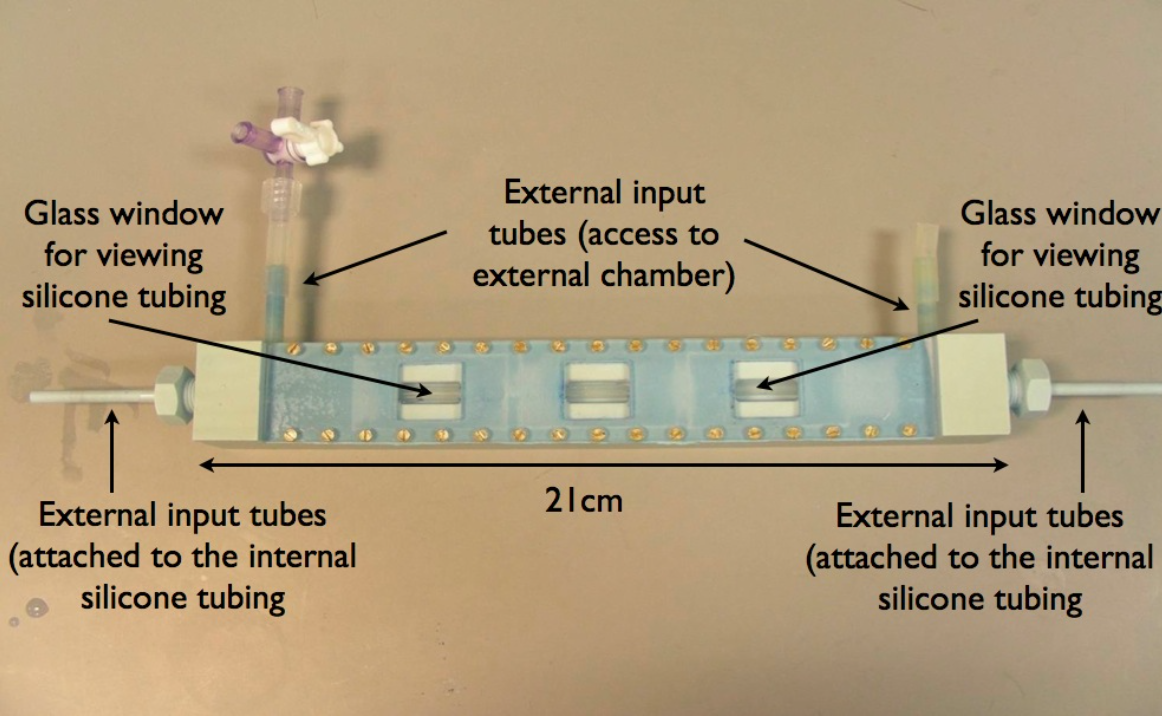 Glass window
for viewing
silicone tubing
External input
tubes (access to
external chamber)
Glass window
for viewing
silicone tubing
21cm
External input tubes
(attached to the internal
silicone tubing
External input tubes
(attached to the internal
silicone tubing